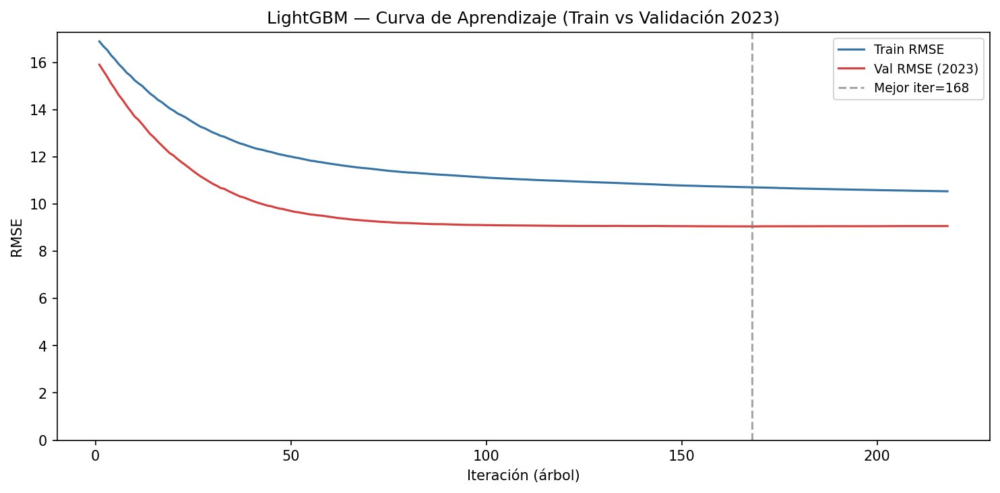 LightGBM — Curva de Aprendizaje (Train vs Validación 2023)
Train RMSE
Val RMSE (2023)
Mejor iter=168
RMSE
16
14
12
10
8
6
4
2
0
0 50 100 150 200
Iteración (árbol)